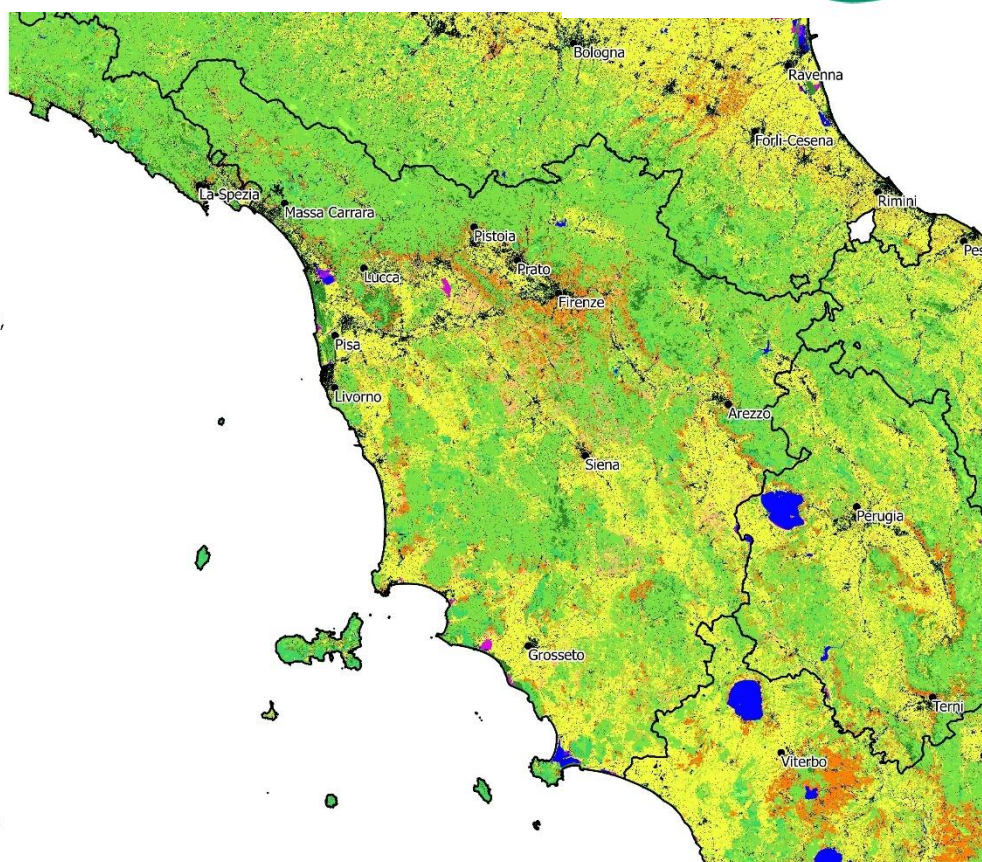 Bologna
Ravenna
Forlì-Cesena
La Spezia
Massa Carrara
Rimini
Pistoia
Pes
Prato
Lucca
Firenze
Pisa
Livorno
Arezzo
Siena
Perugia
Grosseto
Terni
Viterbo